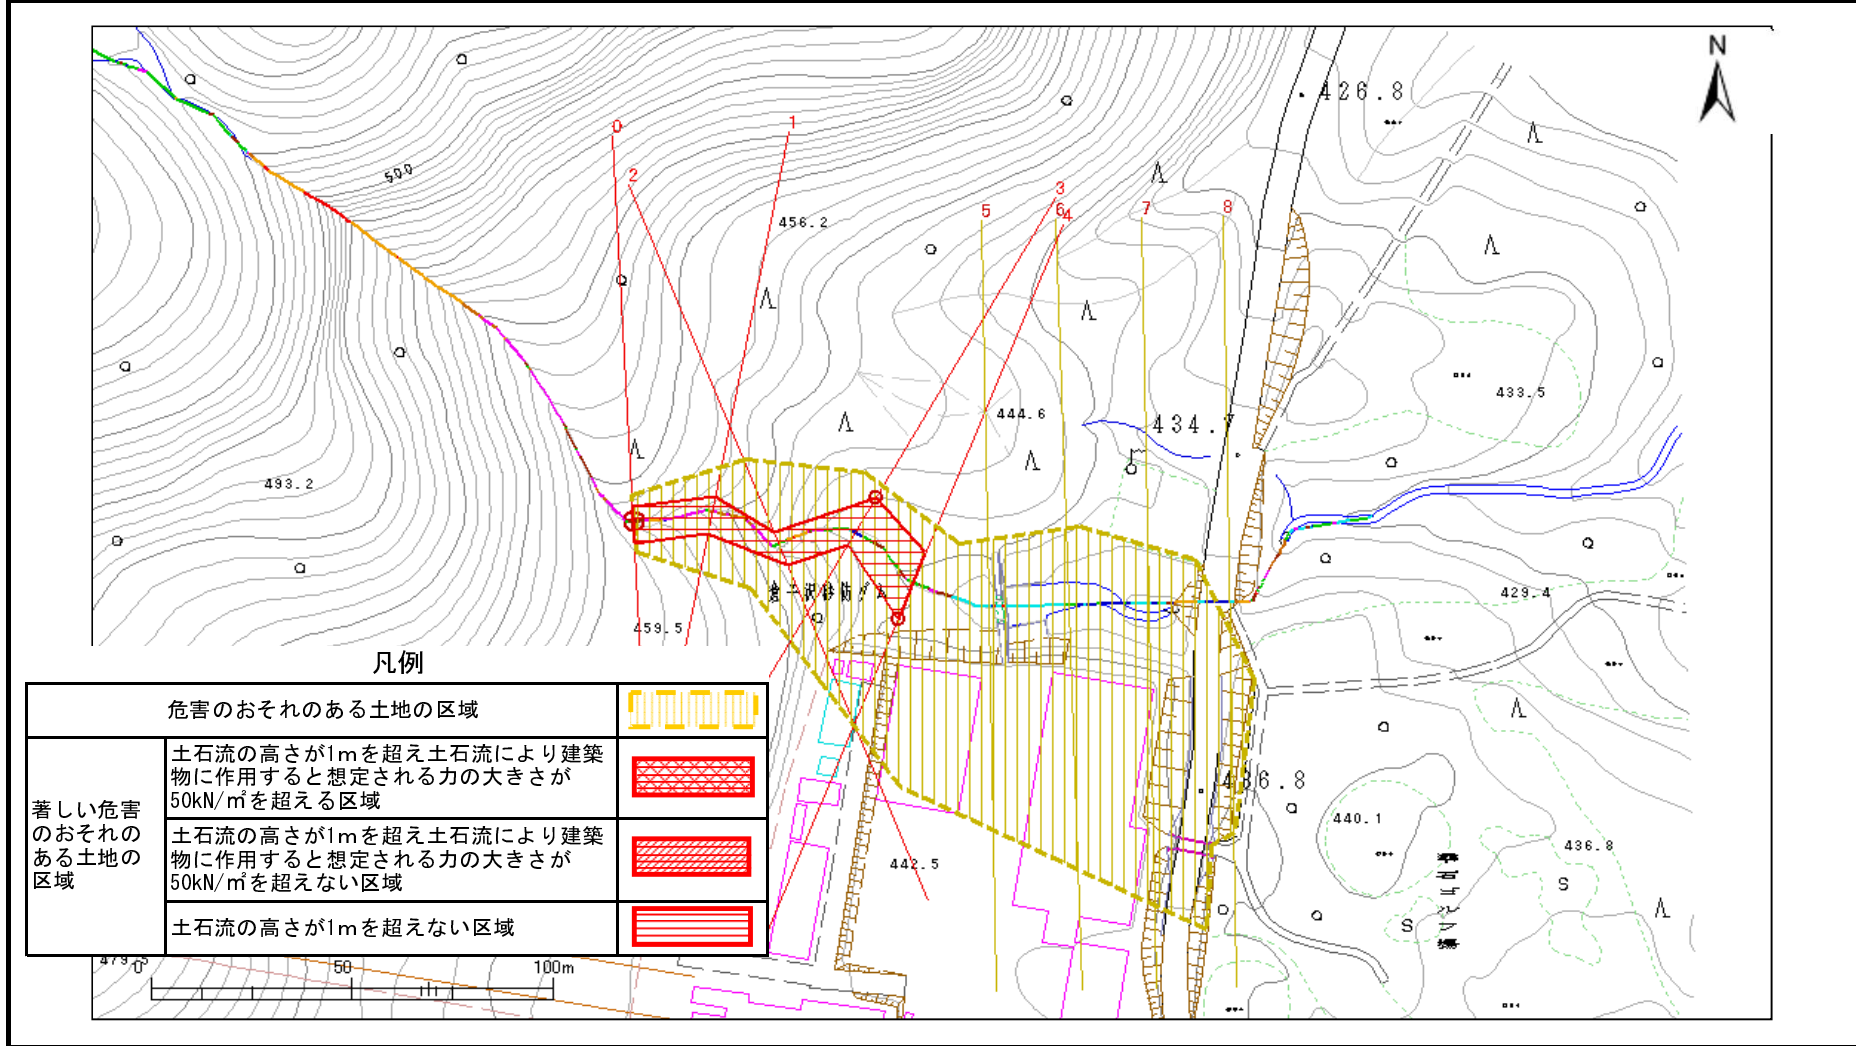 N
426.8
0
1
500
2
456.2
3
5
6
4
7
8
433.5
444.6
434.7
493.2
429.4
459.5
凡例
危害のおそれのある土地の区域
土石流の高さが1mを超え土石流により建築
物に作用すると想定される力の大きさが
50kN/㎡を超える区域
著しい危害
のおそれの
ある土地の
区域
土石流の高さが1mを超え土石流により建築
物に作用すると想定される力の大きさが
50kN/㎡を超えない区域
土石流の高さが1mを超えない区域
436.8
440.1
436.8
442.5
S
S
479.5
0
50
100m